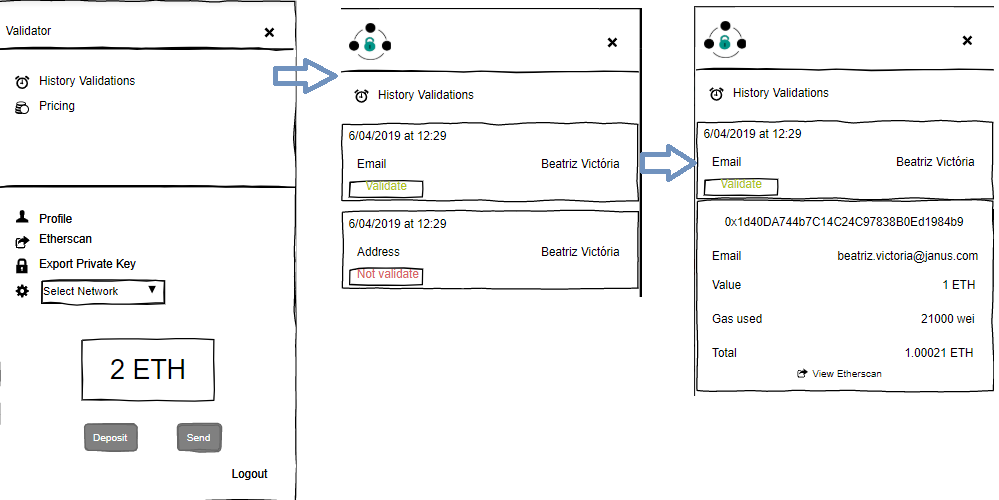 Validator
History Validations
Pricing
Profile
Etherscan
Export Private Key
Select Network
2 ETH
Deposit
Send
Logout
History Validations
6/04/2019 at 12:29
Email Beatriz Victória
Validate
6/04/2019 at 12:29
Address Beatriz Victória
Not validate
History Validations
6/04/2019 at 12:29
Email Beatriz Victória
Validate
0x1d40DA744b7C14C24C97838B0Ed1984b9
Email beatriz.victoria@janus.com
Value 1 ETH
Gas used 21000 wei
Total 1.00021 ETH
View Etherscan